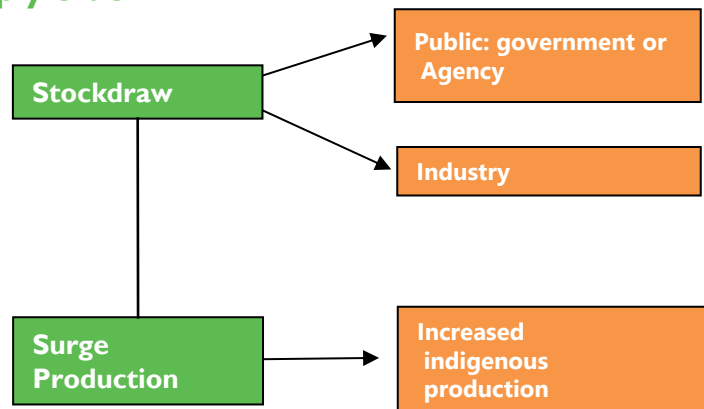 Public: government or
Agency
Stockdraw
Industry
Surge
Production
Increased
indigenous
production